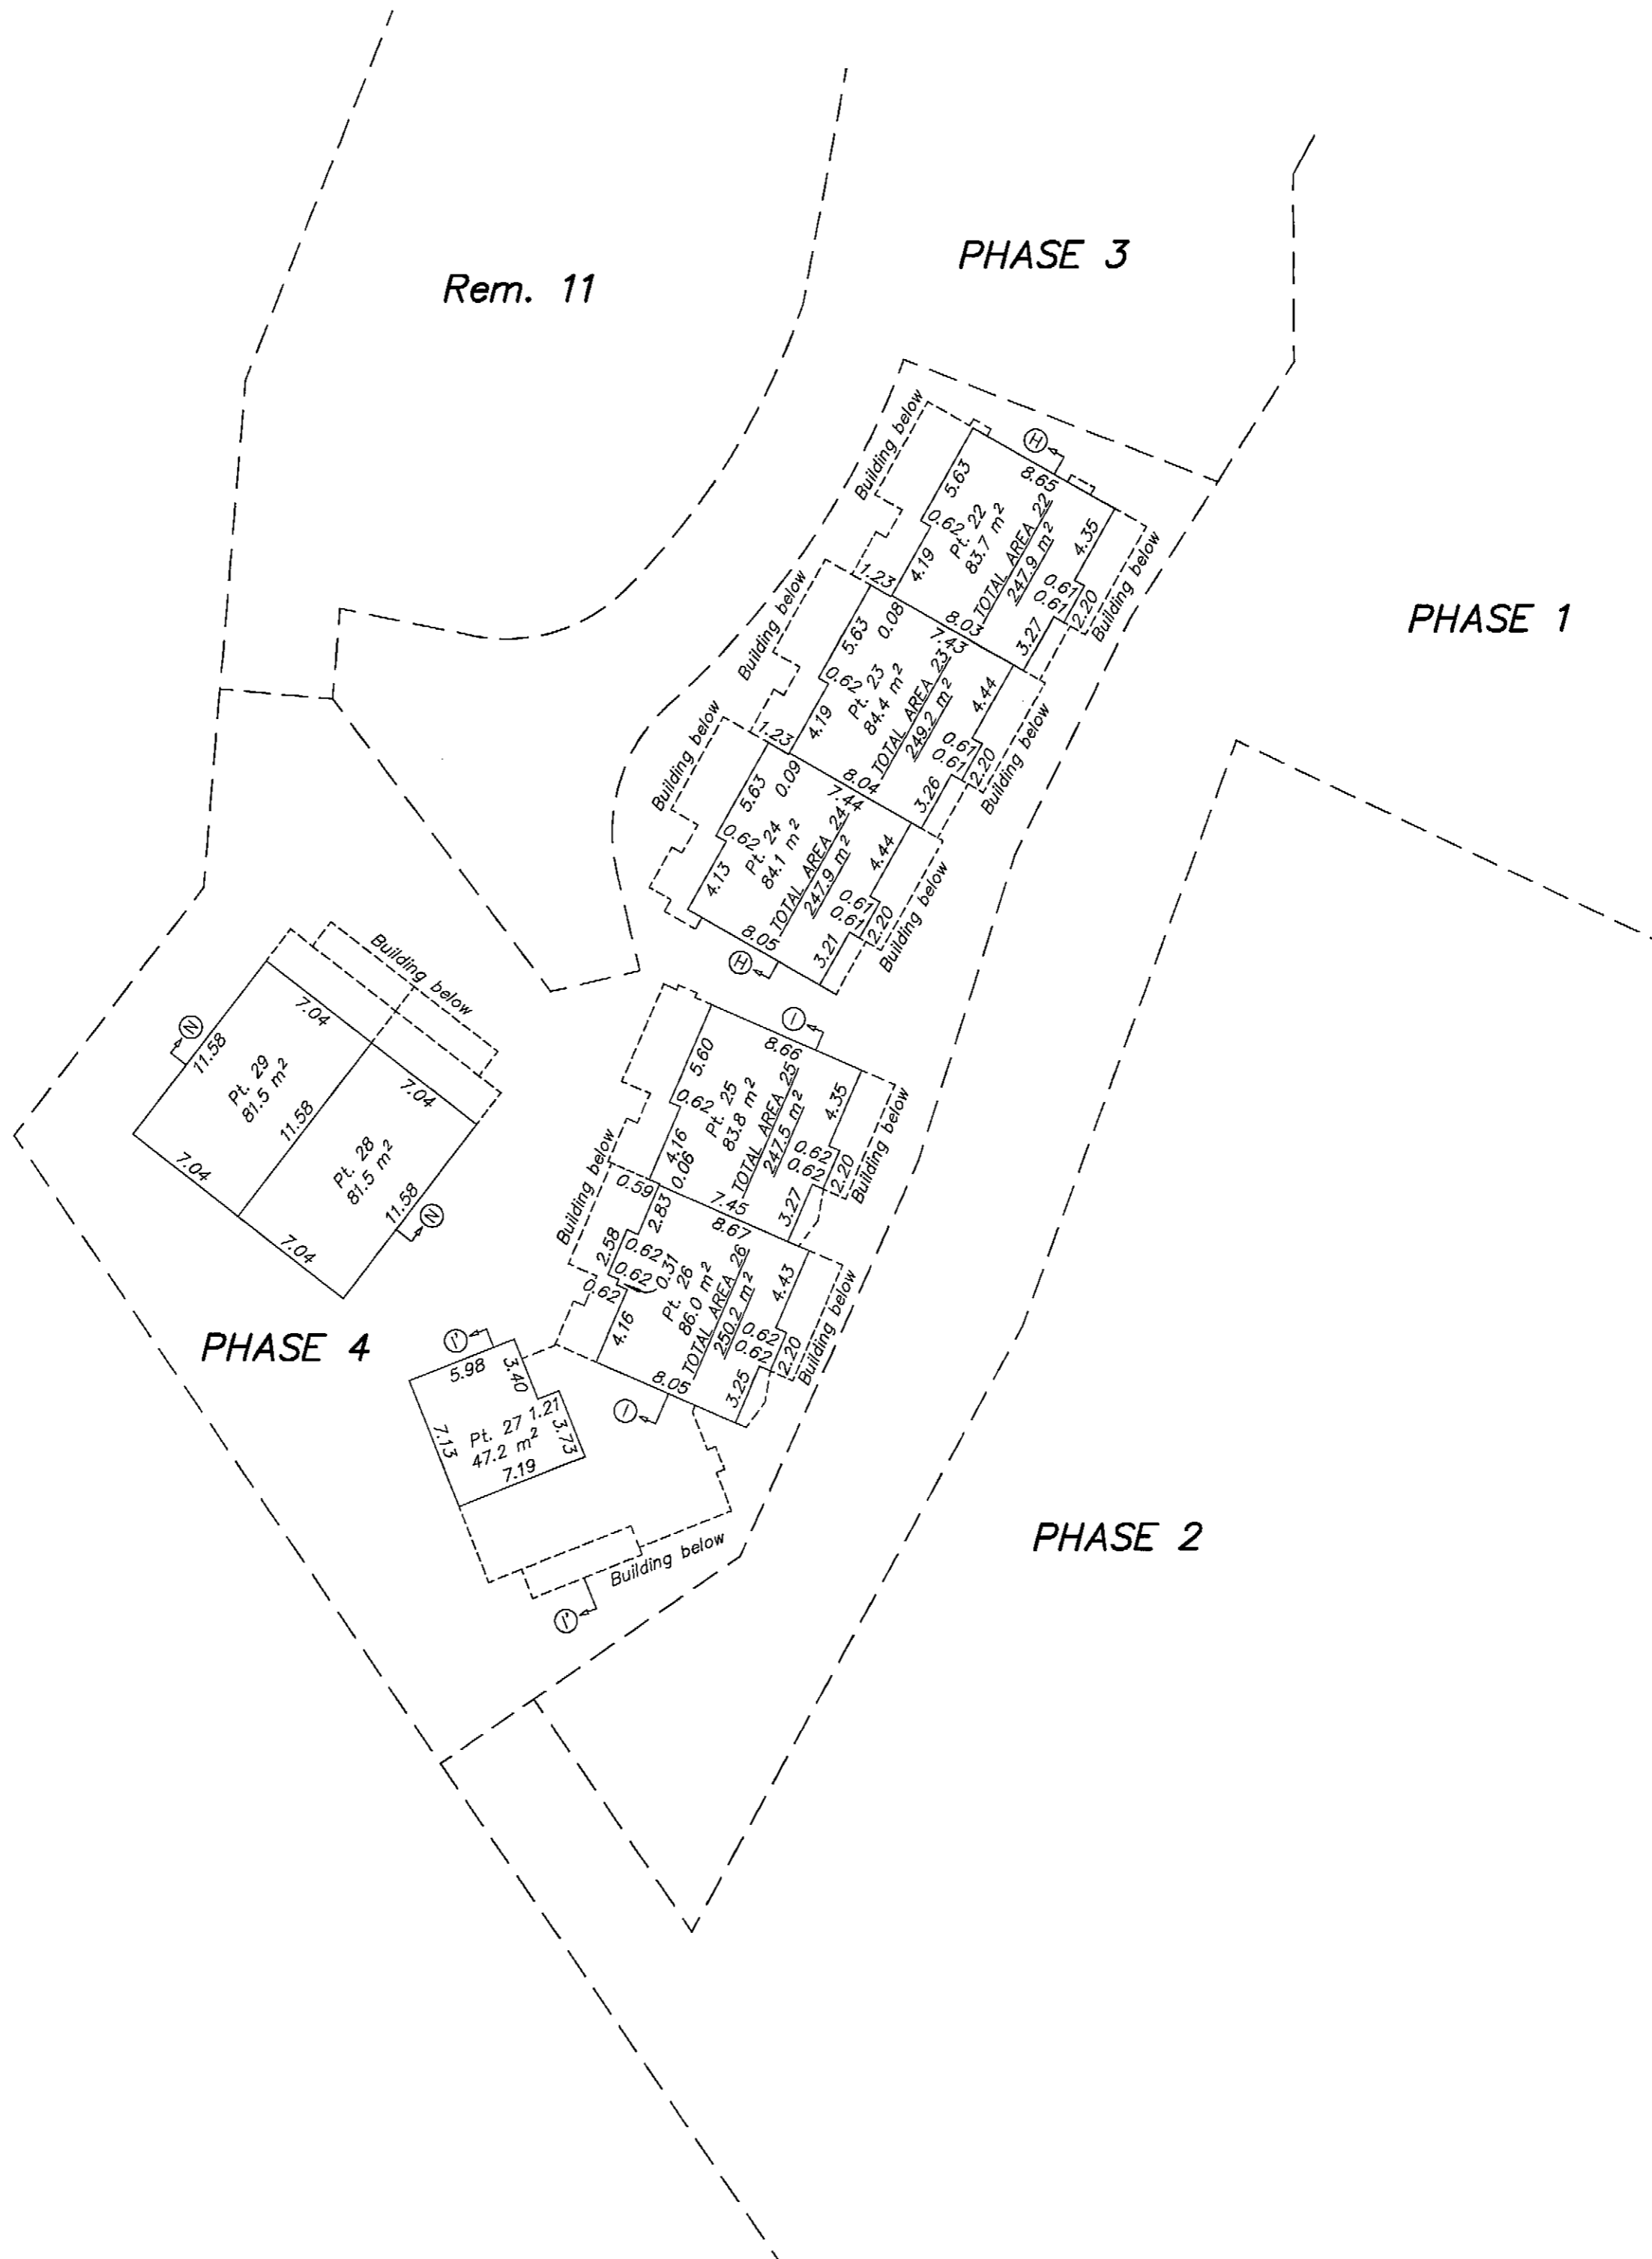 PHASE 3
Rem. 11
PHASE 1
Building below
H
5.63
8.65
0.62
Pt. 22
83.7 m²
TOTAL AREA 22
247.9 m²
4.35
4.19
1.23
0.61
0.61
2.20
Building below
3.27
8.03
Building below
5.63
0.08
7.43
0.62
Pt. 23
84.4 m²
TOTAL AREA 23
249.2 m²
4.44
4.19
1.23
0.61
0.61
2.20
Building below
3.26
8.04
Building below
5.63
0.09
7.44
0.62
Pt. 24
84.1 m²
TOTAL AREA 24
247.9 m²
4.44
4.13
0.61
0.61
2.20
Building below
3.21
8.05
H
Building below
N
7.04
11.58
Pt. 29
81.5 m²
7.04
11.58
7.04
Pt. 28
81.5 m²
11.58
N
7.04
I
5.60
8.66
0.62
Pt. 25
83.8 m²
TOTAL AREA 25
247.5 m²
4.35
4.16
0.06
0.62
0.62
2.20
Building below
Building below
3.27
0.59
7.45
2.83
8.67
2.58
0.62
0.62
0.31
0.62
Pt. 26
86.0 m²
TOTAL AREA 26
250.2 m²
4.43
4.16
0.62
0.62
2.20
Building below
3.25
8.05
I
PHASE 4
I'
5.98
3.40
7.13
Pt. 27
47.2 m²
1.21
3.73
7.19
Building below
I'
PHASE 2